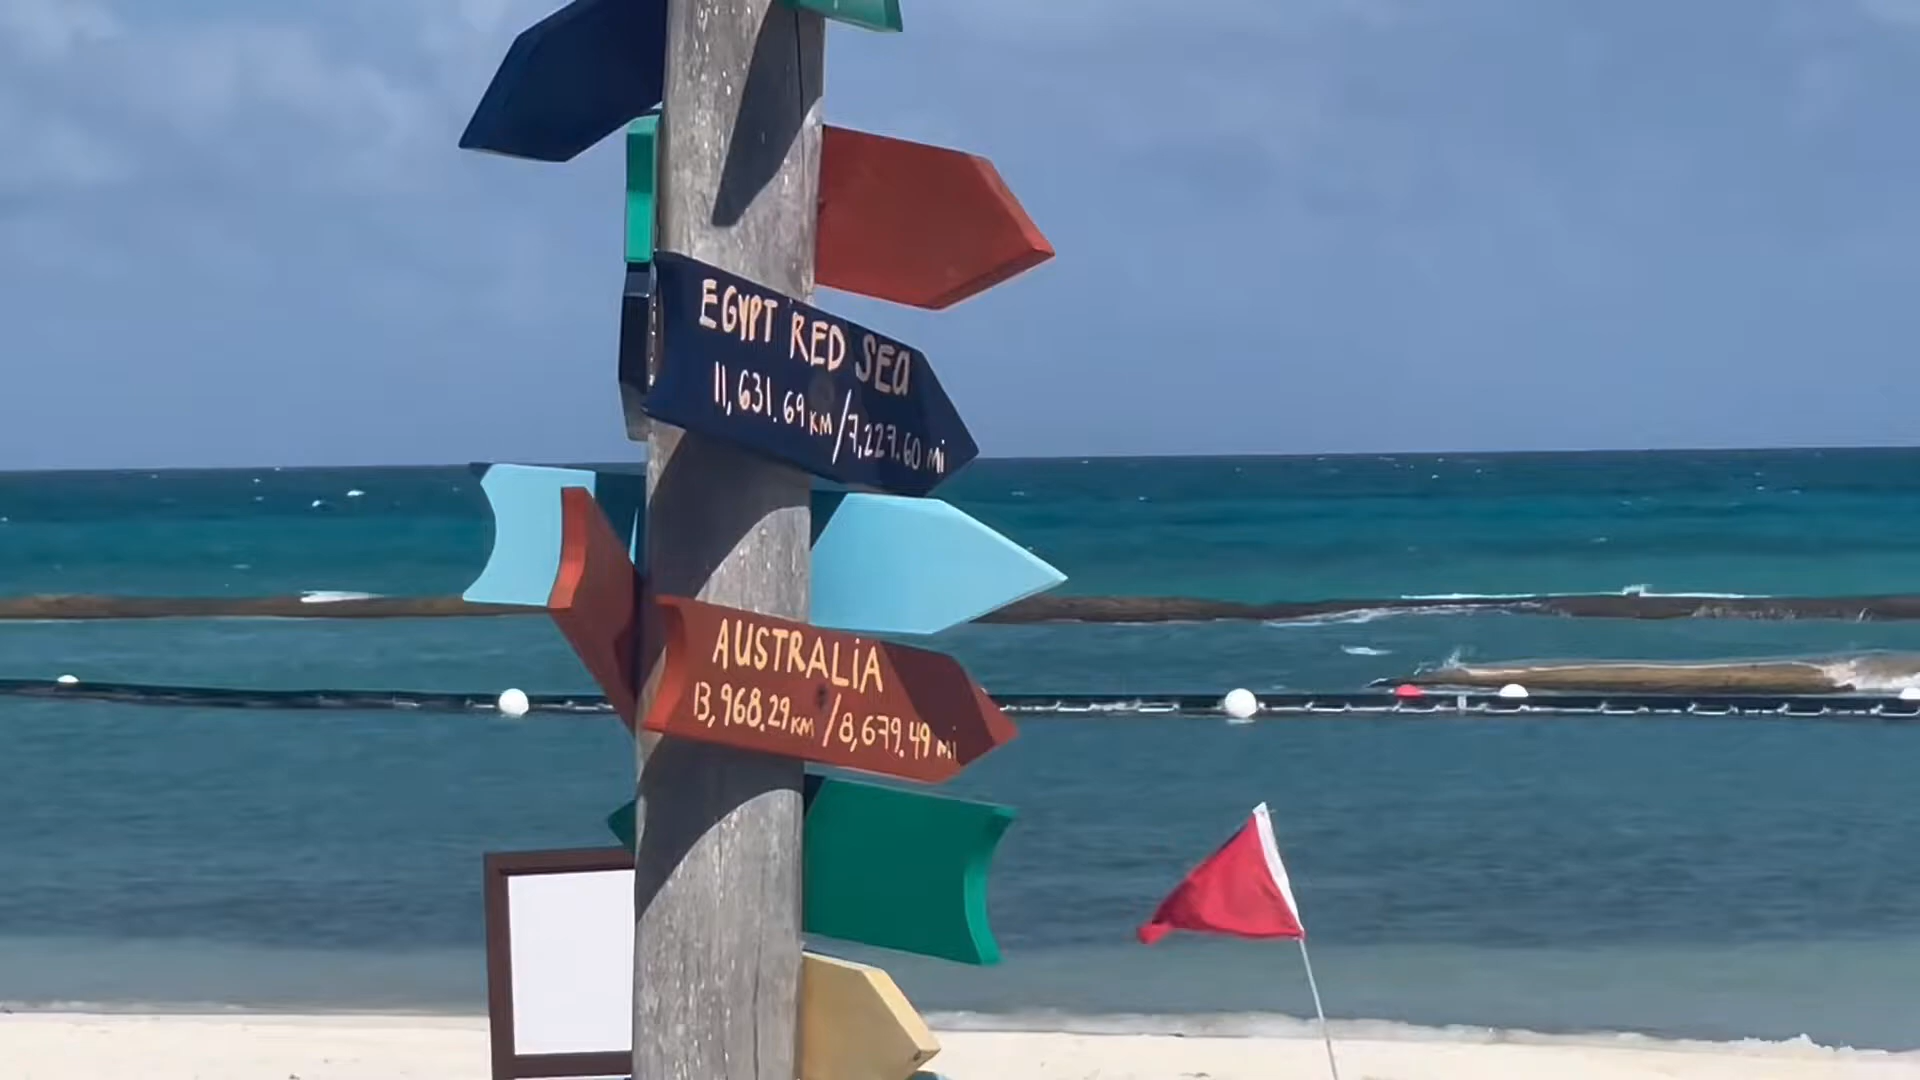 EGYPT RED SEA
11,631.69 KM/7,227.60 Mi
AUSTRALiA
13,968.29 KM/8,679.49 Mi